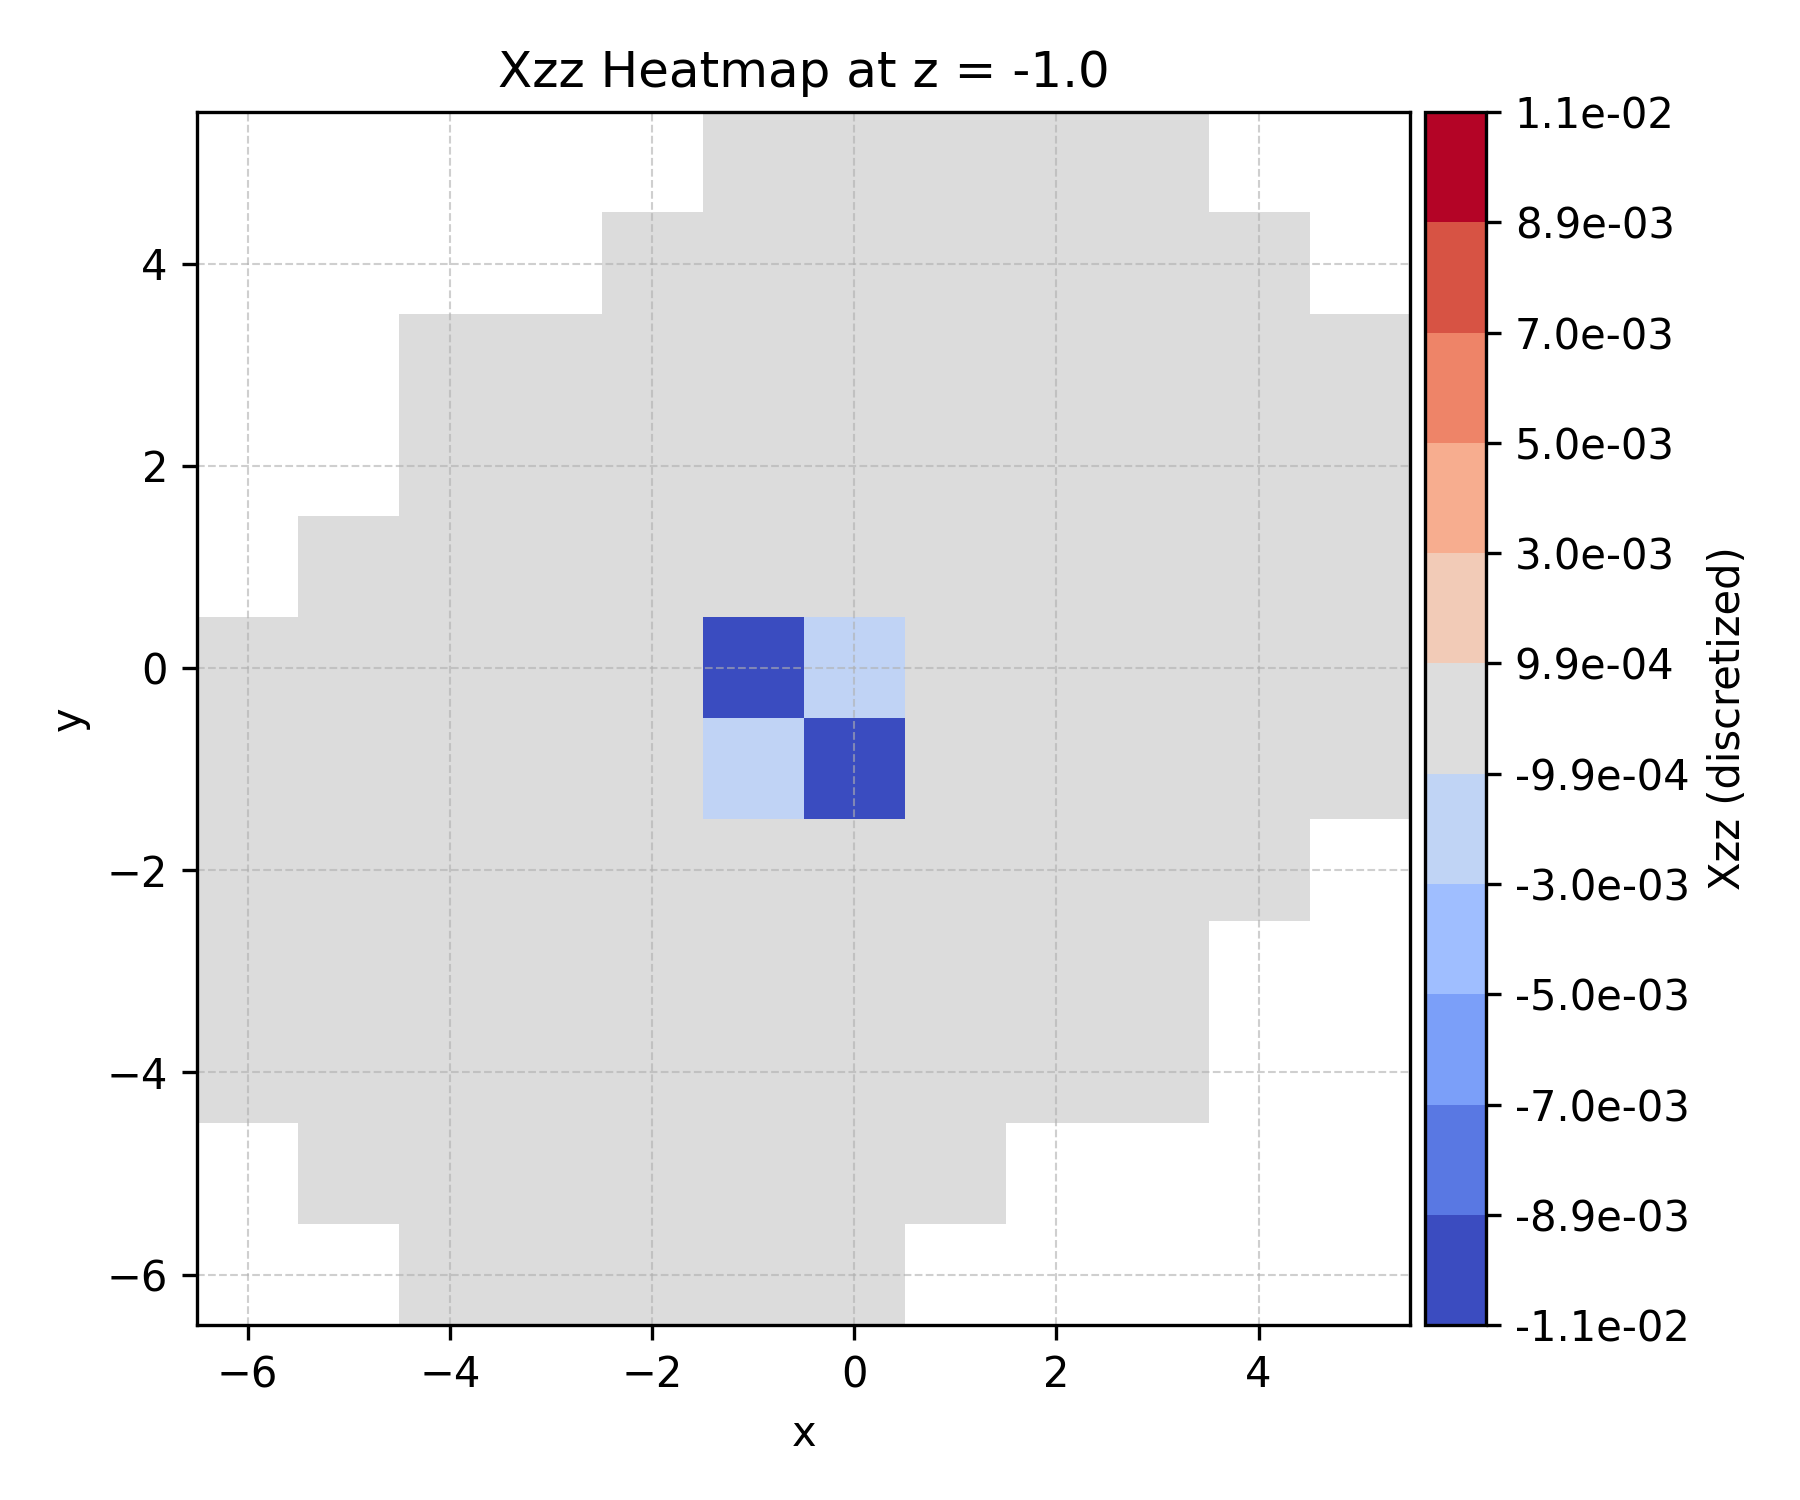 Xzz Heatmap at z = -1.0
y
4
2
0
−2
−4
−6
−6
−4
−2
0
2
4
x
1.1e-02
8.9e-03
7.0e-03
5.0e-03
3.0e-03
9.9e-04
-9.9e-04
-3.0e-03
-5.0e-03
-7.0e-03
-8.9e-03
-1.1e-02
Xzz (discretized)